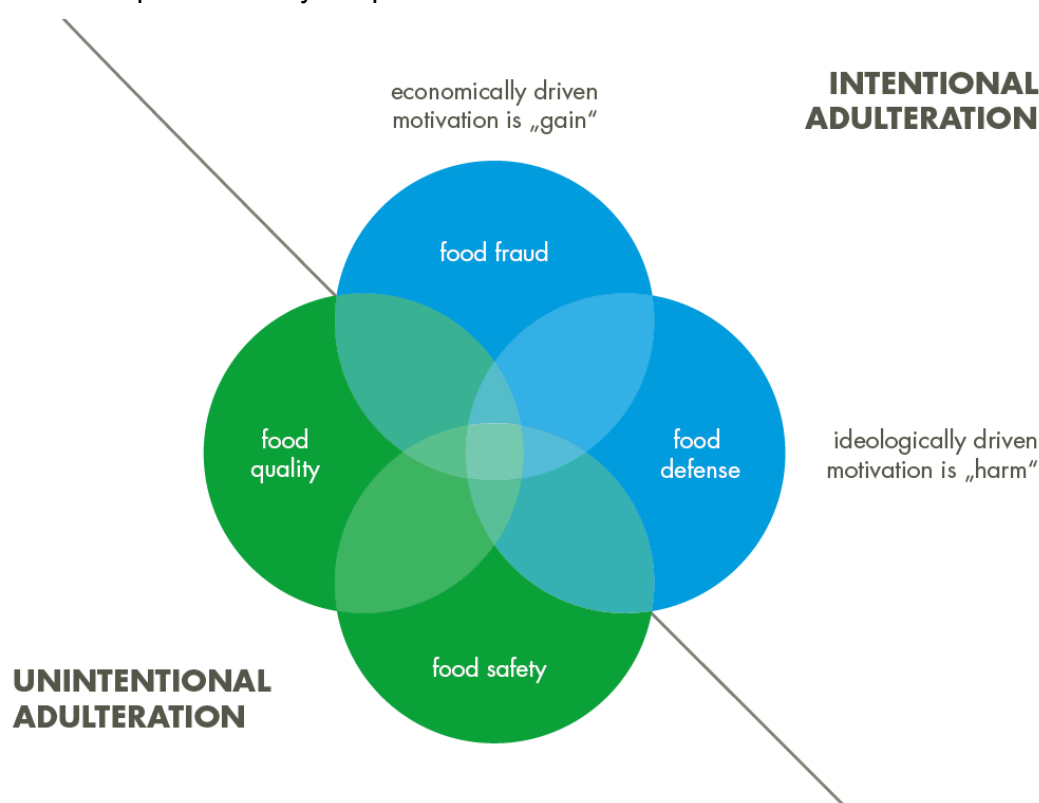 economically driven
motivation is „gain“
INTENTIONAL
ADULTERATION
food fraud
food
quality
food
defense
ideologically driven
motivation is „harm“
food safety
UNINTENTIONAL
ADULTERATION